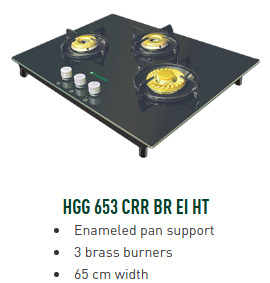 HGG 653 CRR BR EI HT
• Enameled pan support
• 3 brass burners
• 65 cm width